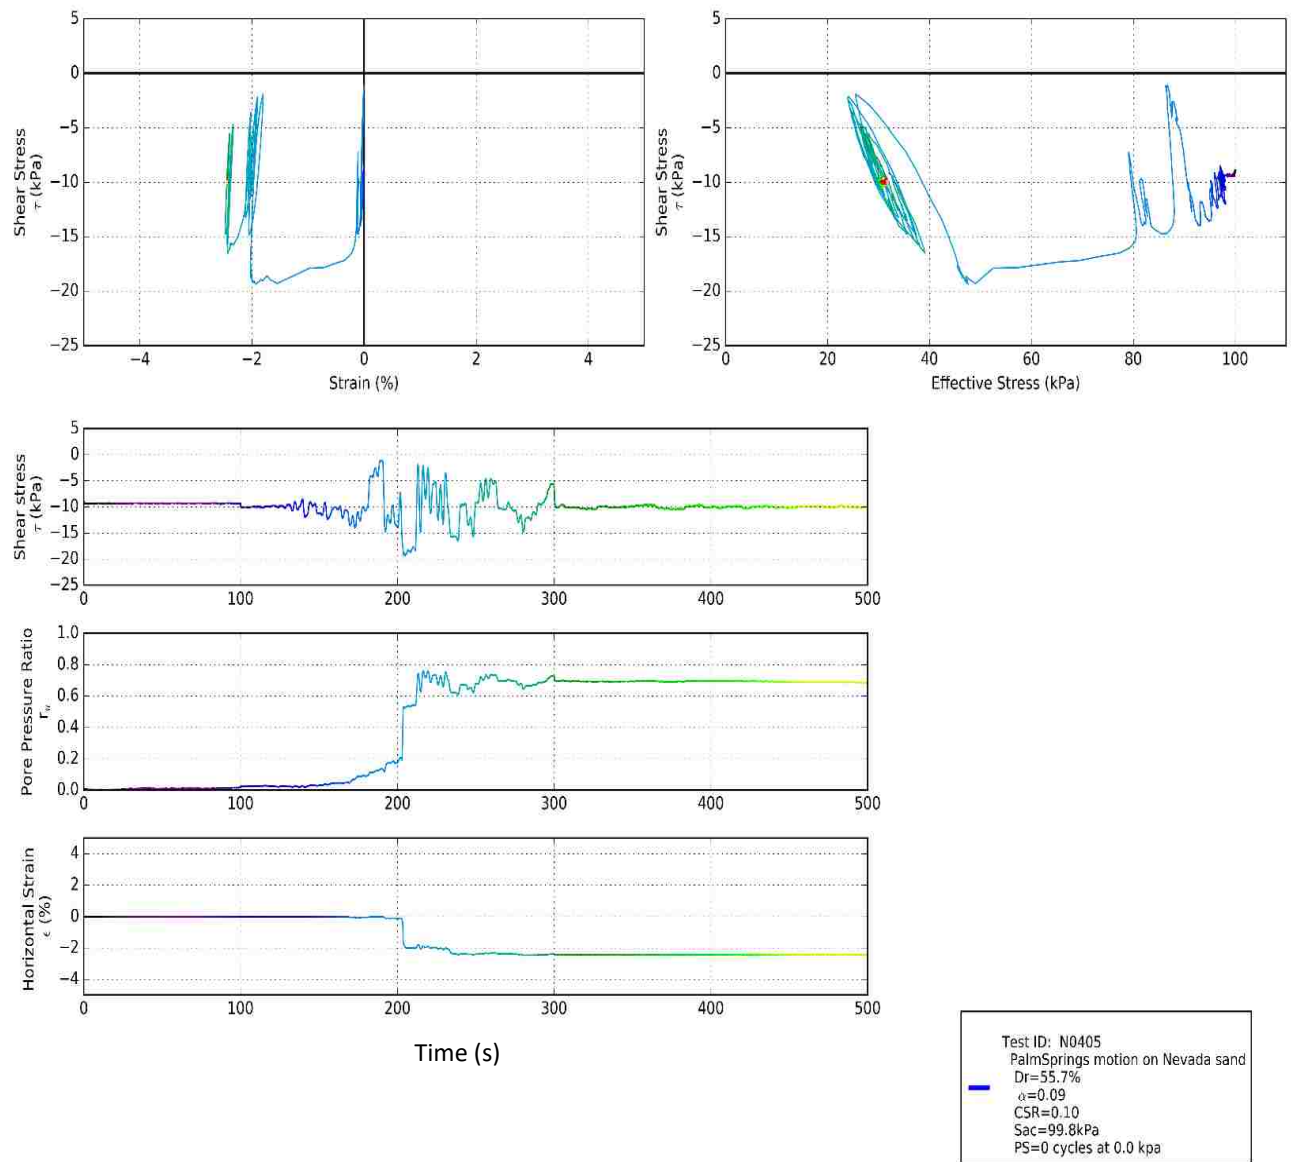 5
0
−5
−10
−15
−20
−25
Shear Stress
τ (kPa)
−4 −2 0 2 4
Strain (%)
5
0
−5
−10
−15
−20
−25
Shear Stress
τ (kPa)
0 20 40 60 80 100
Effective Stress (kPa)
5
0
−5
−10
−15
−20
−25
Shear stress
τ (kPa)
0 100 200 300 400 500
1.0
0.8
0.6
0.4
0.2
0.0
Pore Pressure Ratio
r_u
0 100 200 300 400 500
4
2
0
−2
−4
Horizontal Strain
ϵ (%)
0 100 200 300 400 500
Time (s)
Test ID: N0405
PalmSprings motion on Nevada sand
Dr=55.7%
α=0.09
CSR=0.10
Sac=99.8kPa
PS=0 cycles at 0.0 kpa